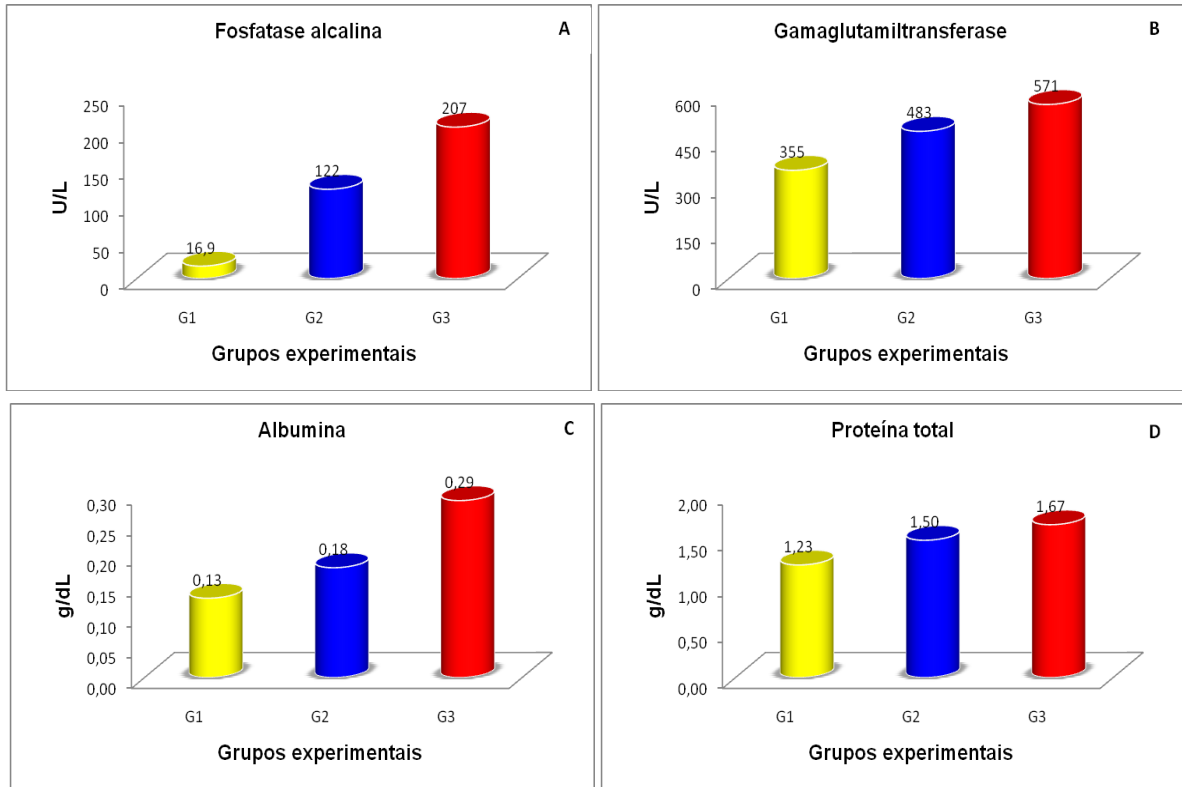 Fosfatase alcalina
A
250
200
150
100
50
0
U/L
16,9
122
207
G1
G2
G3
Grupos experimentais
Gamaglutamiltransferase
B
600
450
300
150
0
U/L
355
483
571
G1
G2
G3
Grupos experimentais
Albumina
C
0,30
0,25
0,20
0,15
0,10
0,05
0,00
g/dL
0,13
0,18
0,29
G1
G2
G3
Grupos experimentais
Proteína total
D
2,00
1,50
1,00
0,50
0,00
g/dL
1,23
1,50
1,67
G1
G2
G3
Grupos experimentais